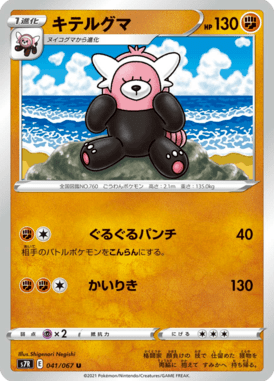 1進化
キテルグマ
HP 130
ヌイコグマから進化
全国図鑑NO.760 ごうわんポケモン 高さ：2.1m 重さ：135.0kg
ぐるぐるパンチ 40
相手のバトルポケモンをこんらんにする。
かいりき 130
弱点 ×2 抵抗力 にげる
Illus. Shigenori Negishi
S7R E 041/067 U
©2021 Pokémon/Nintendo/Creatures/GAME FREAK.